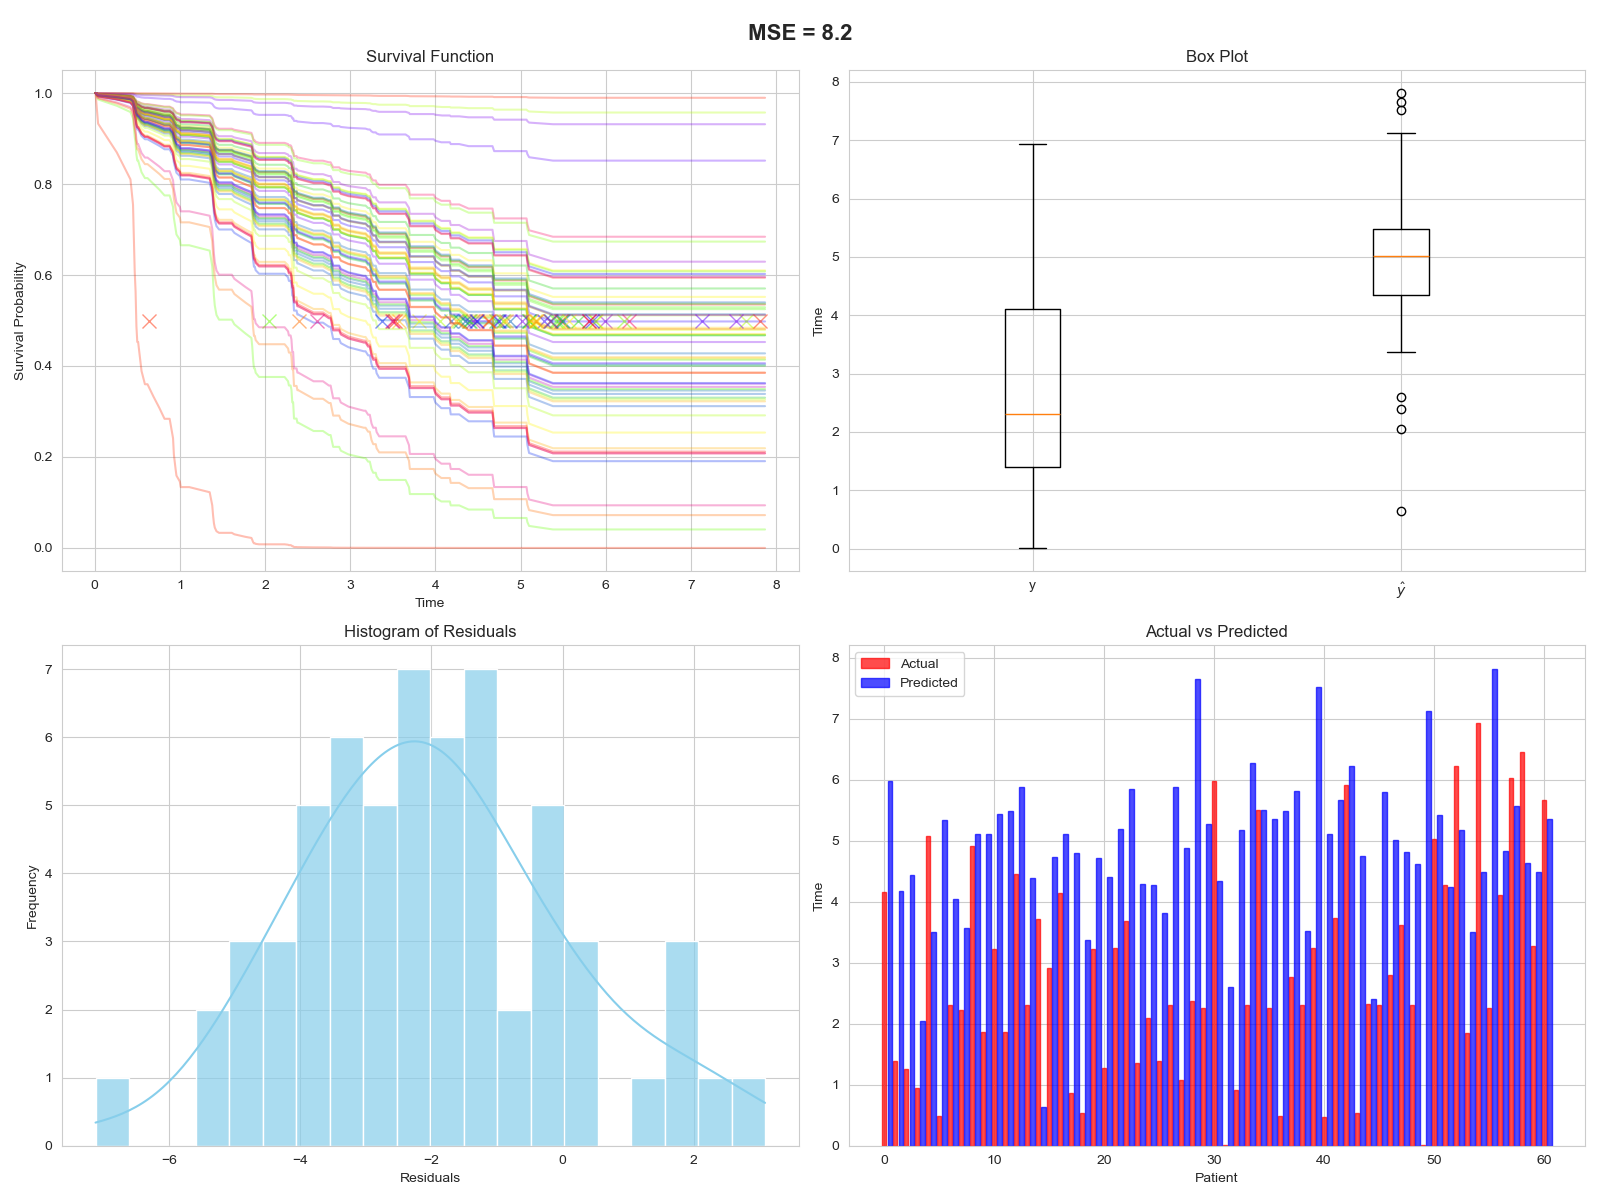 MSE = 8.2
Survival Function
Survival Probability
1.0
0.8
0.6
0.4
0.2
0.0
0 1 2 3 4 5 6 7 8
Time
Box Plot
Time
8
7
6
5
4
3
2
1
0
y ŷ
Histogram of Residuals
Frequency
7
6
5
4
3
2
1
0
−6 −4 −2 0 2
Residuals
Actual vs Predicted
Actual
Predicted
Time
8
7
6
5
4
3
2
1
0
0 10 20 30 40 50 60
Patient